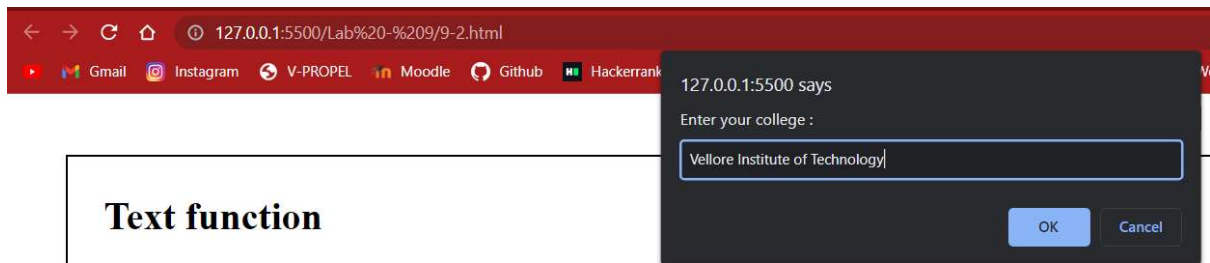 127.0.0.1:5500/Lab%20-%209/9-2.html
Gmail Instagram V-PROPEL Moodle Github Hackerrank
127.0.0.1:5500 says
Enter your college :
Vellore Institute of Technology
OK Cancel
Text function